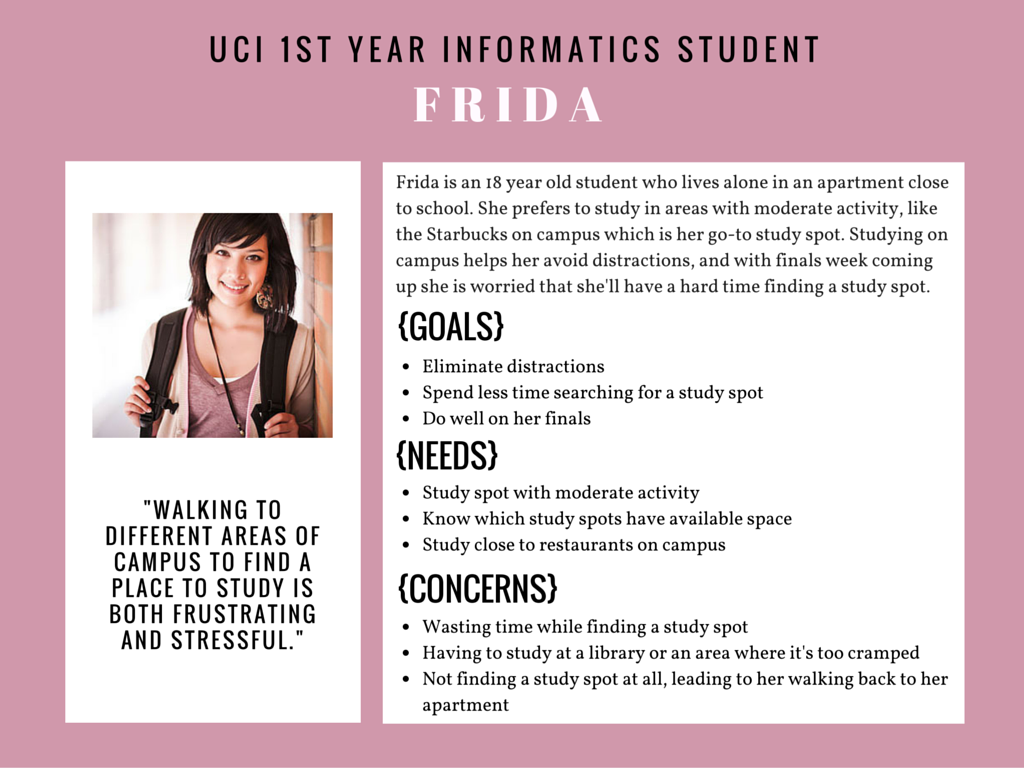 UCI 1ST YEAR INFORMATICS STUDENT
FRIDA
"WALKING TO
DIFFERENT AREAS OF
CAMPUS TO FIND A
PLACE TO STUDY IS
BOTH FRUSTRATING
AND STRESSFUL."
Frida is an 18 year old student who lives alone in an apartment close
to school. She prefers to study in areas with moderate activity, like
the Starbucks on campus which is her go-to study spot. Studying on
campus helps her avoid distractions, and with finals week coming
up she is worried that she'll have a hard time finding a study spot.
{GOALS}
• Eliminate distractions
• Spend less time searching for a study spot
• Do well on her finals
{NEEDS}
• Study spot with moderate activity
• Know which study spots have available space
• Study close to restaurants on campus
{CONCERNS}
• Wasting time while finding a study spot
• Having to study at a library or an area where it's too cramped
• Not finding a study spot at all, leading to her walking back to her
apartment